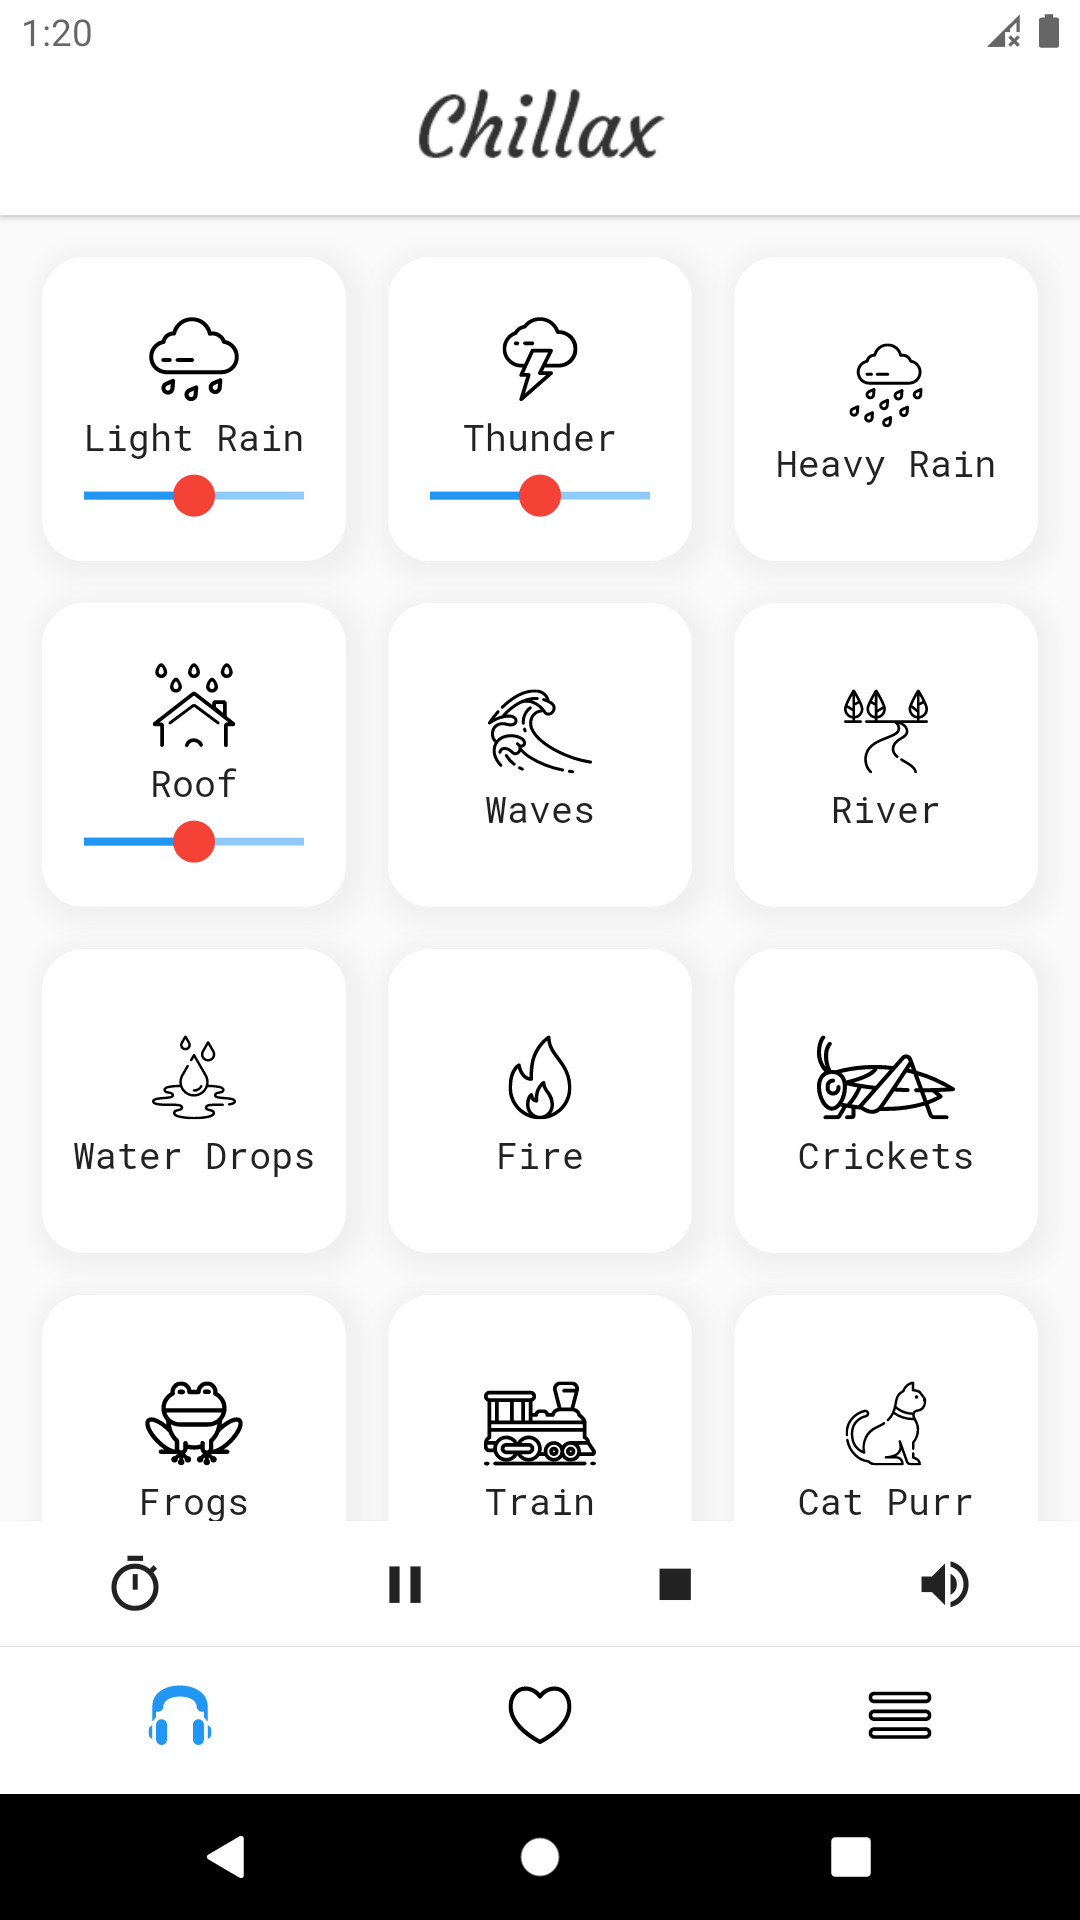 1:20
Chillax
Light Rain
Thunder
Heavy Rain
Roof
Waves
River
Water Drops
Fire
Crickets
Frogs
Train
Cat Purr